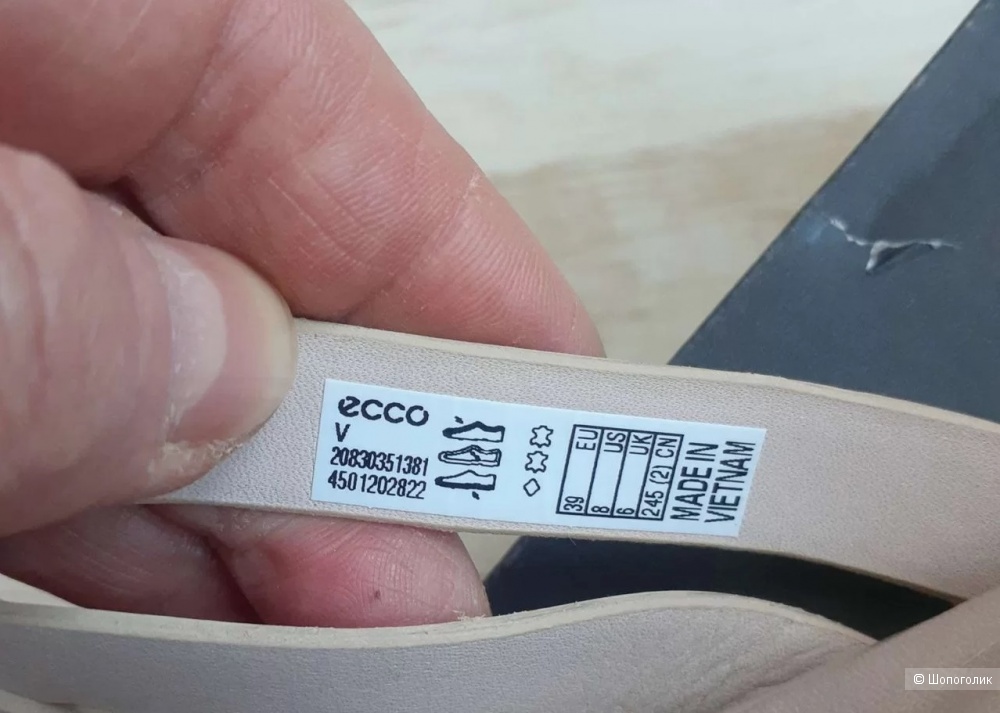 ecco
V
20830351381
4501202822
39 EU
8 US
6 UK
245 (2) CN
MADE IN
VIETNAM
© Шопоголик